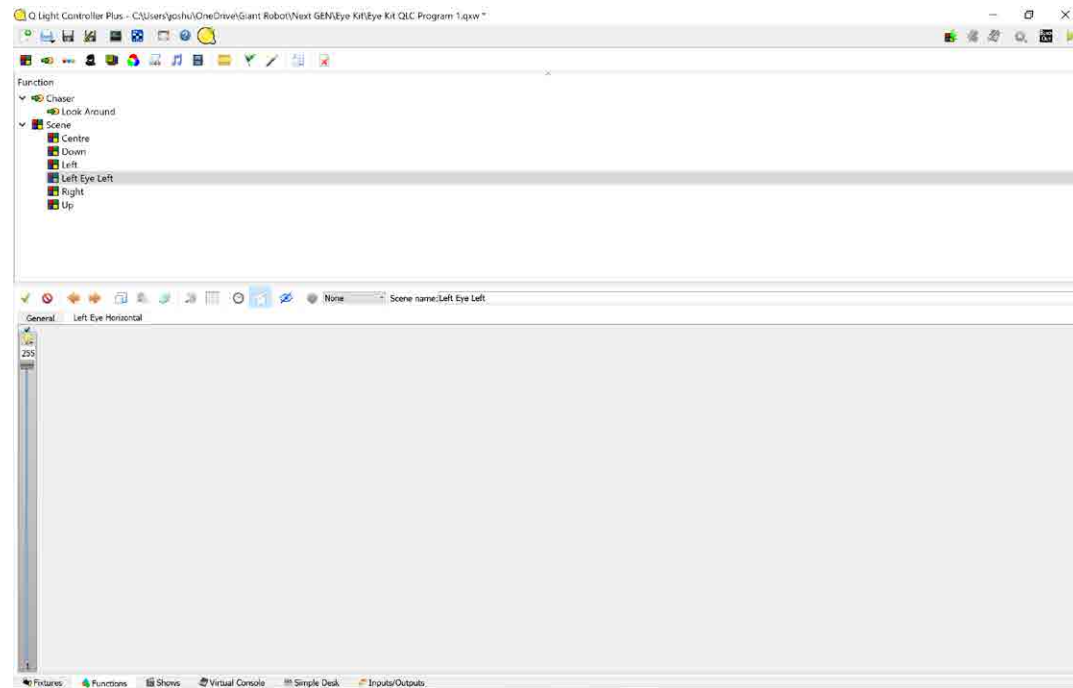 Q Light Controller Plus - C:\Users\joshu\OneDrive\Giant Robot\Next GEN\Eye Kit\Eye Kit QLC Program 1.qxw *
Function
Chaser
Look Around
Scene
Centre
Down
Left
Left Eye Left
Right
Up
None Scene name: Left Eye Left
General Left Eye Horizontal
255
1
Fixtures Functions Shows Virtual Console Simple Desk Inputs/Outputs